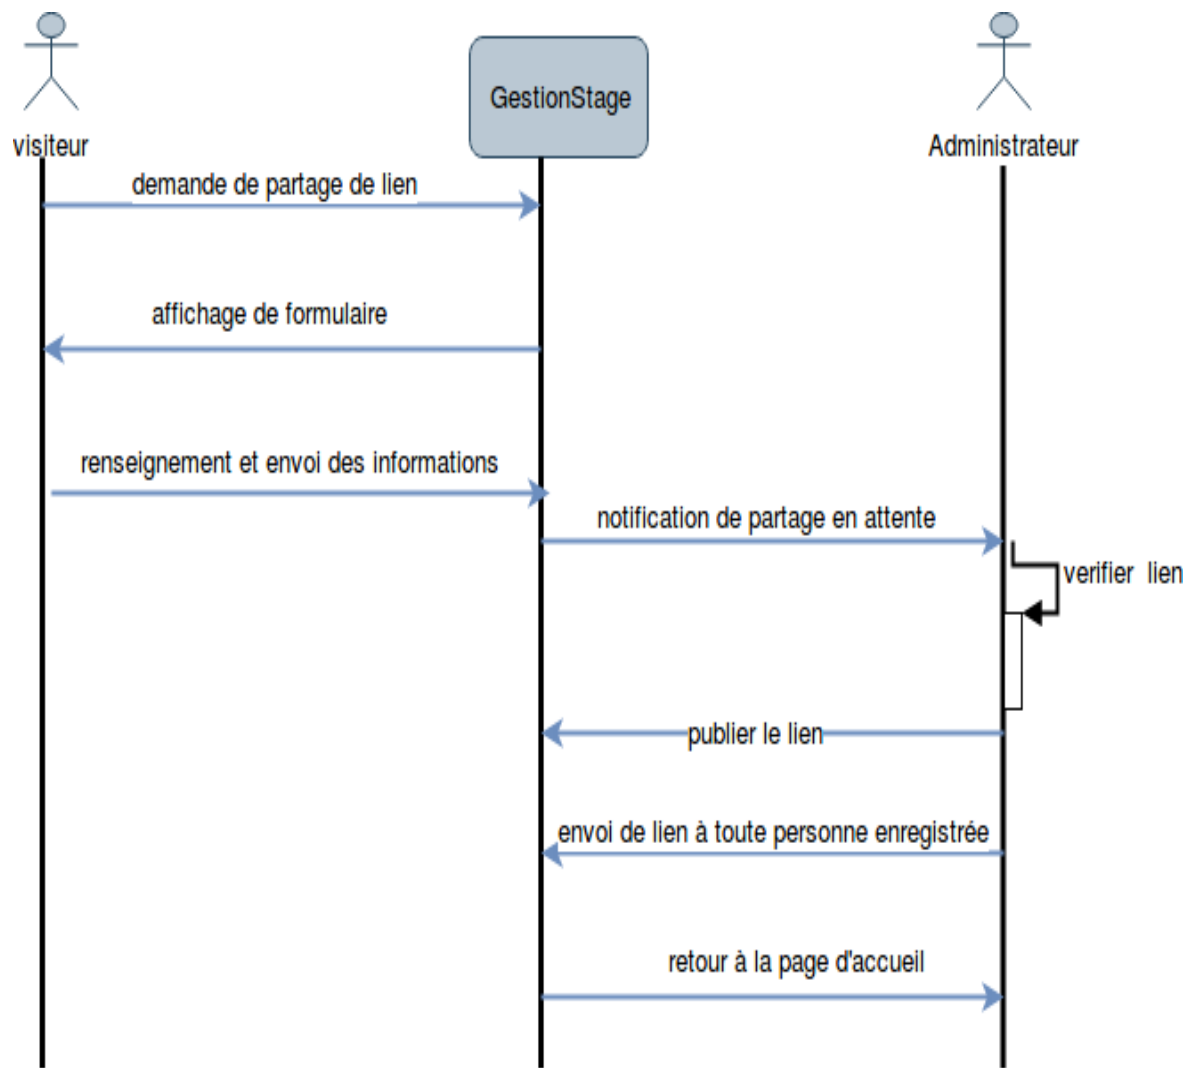 visiteur
GestionStage
Administrateur
demande de partage de lien
affichage de formulaire
renseignement et envoi des informations
notification de partage en attente
verifier lien
publier le lien
envoi de lien à toute personne enregistrée
retour à la page d'accueil